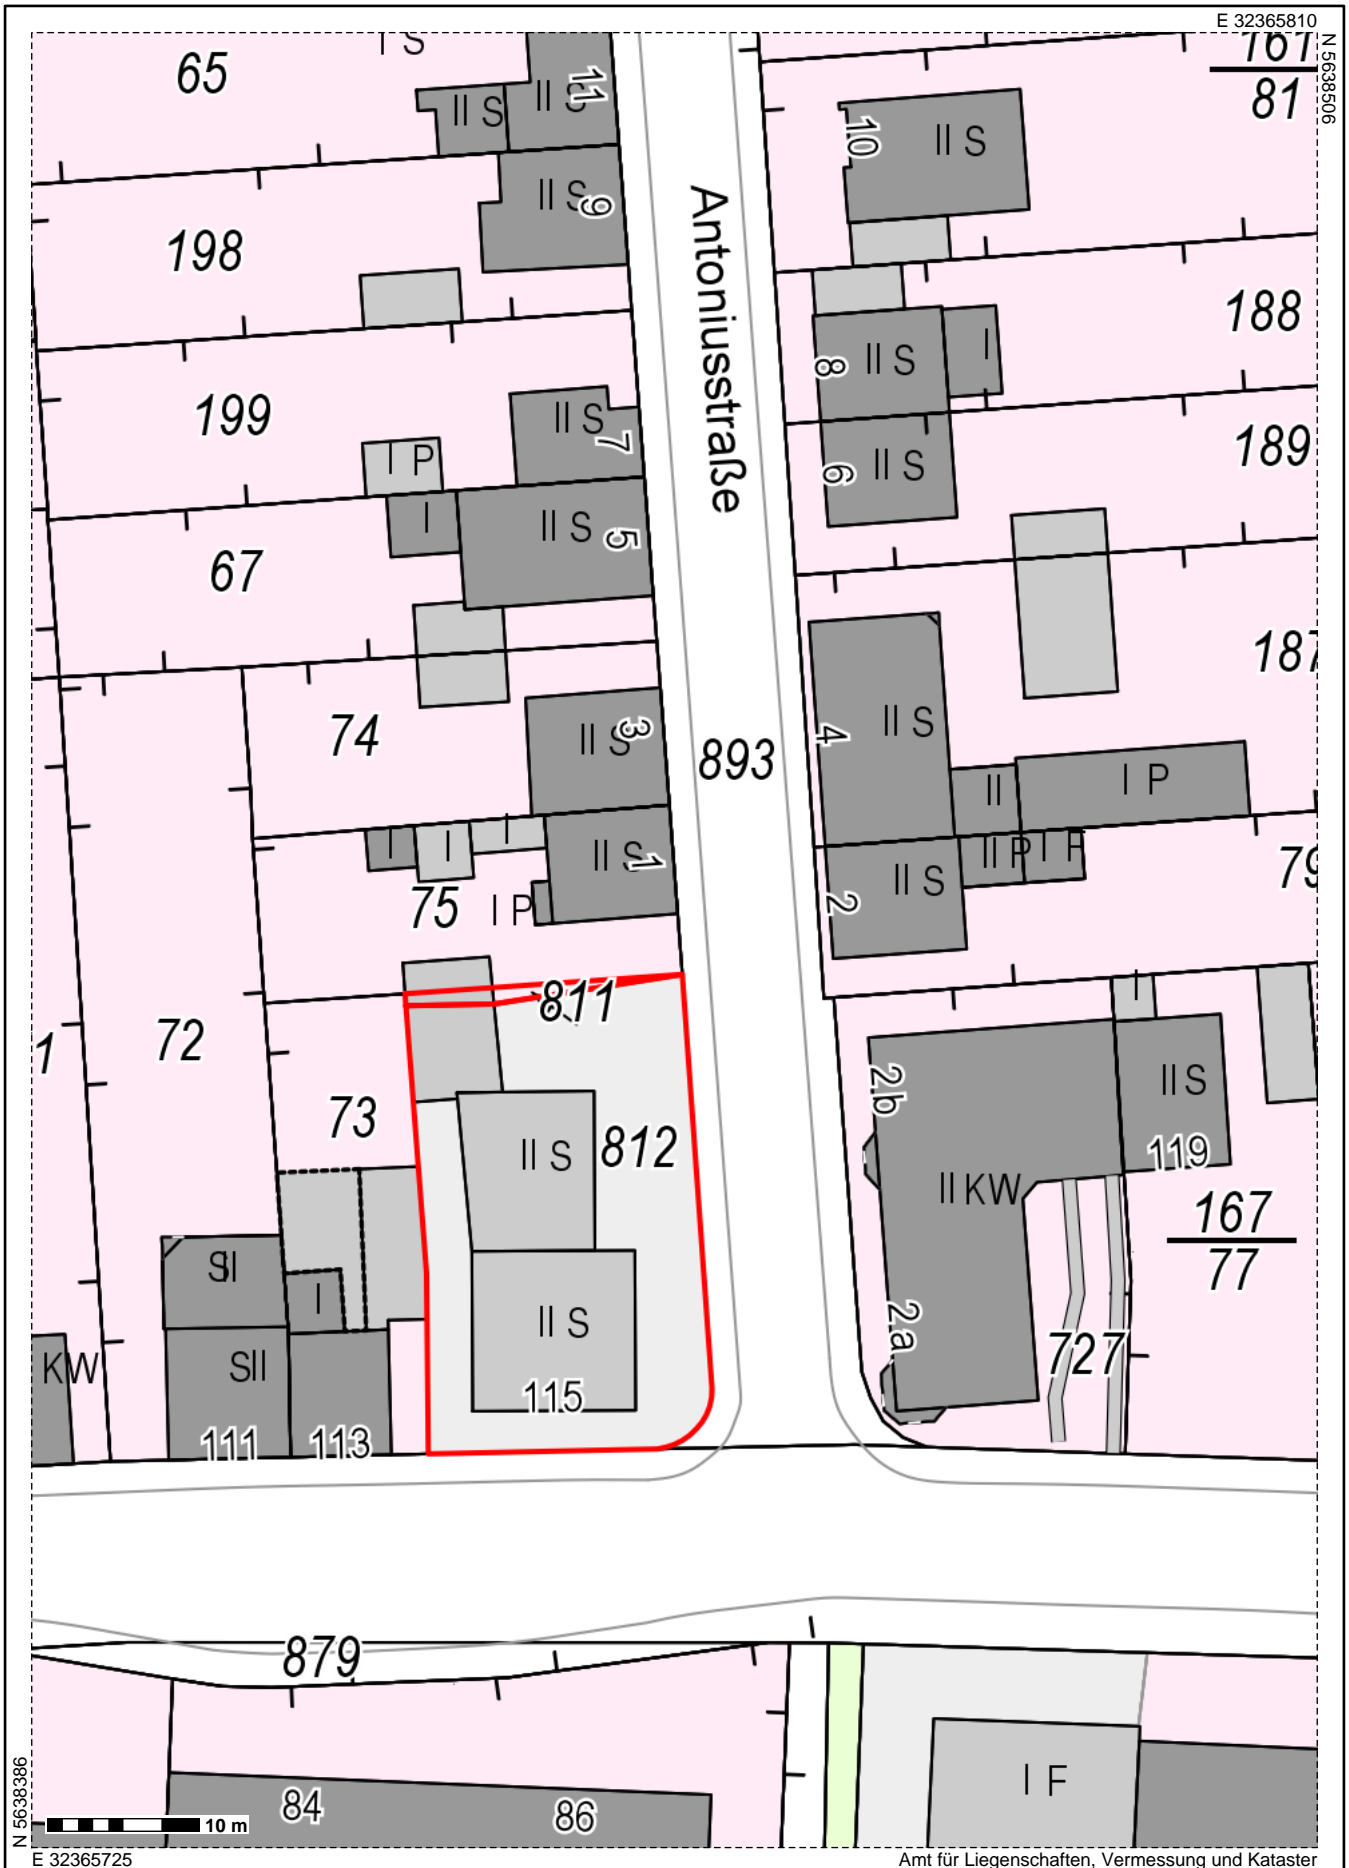 E 32365810
N 5638506
65
I S
11
II S
II S
161
81
10
II S
198
II S
9
Antoniusstraße
188
8
II S
I
199
II S
7
I P
189
6
II S
67
I
II S
5
187
74
II S
3
893
4
II S
II
I P
I
I
I
II S
1
75
I P
II S
2
II P
I F
79
811
I
1
72
73
II S
812
2b
II S
119
II KW
167
77
SII
I
II S
115
2a
727
KW
SII
111
113
879
84
86
I F
10 m
N 5638386
E 32365725
Amt für Liegenschaften, Vermessung und Kataster